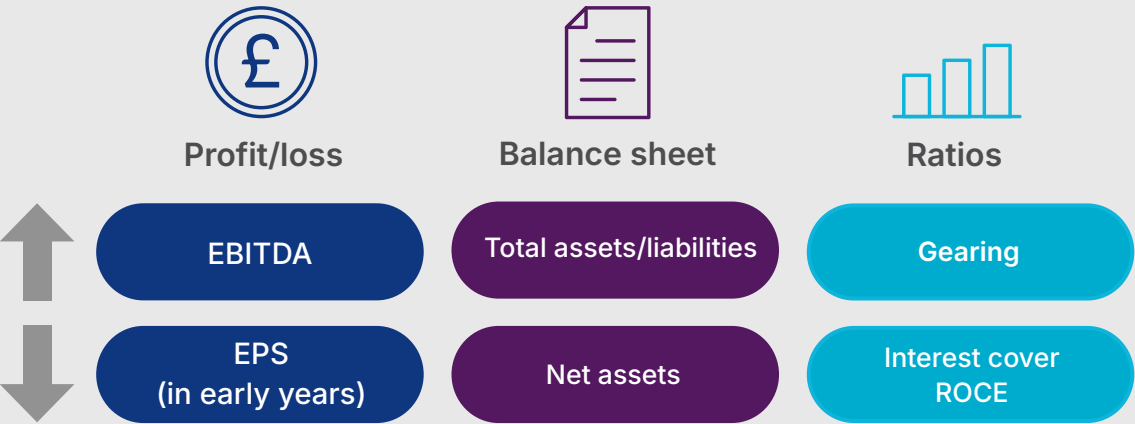 £
Profit/loss
Balance sheet
Ratios
EBITDA
Total assets/liabilities
Gearing
EPS
(in early years)
Net assets
Interest cover
ROCE